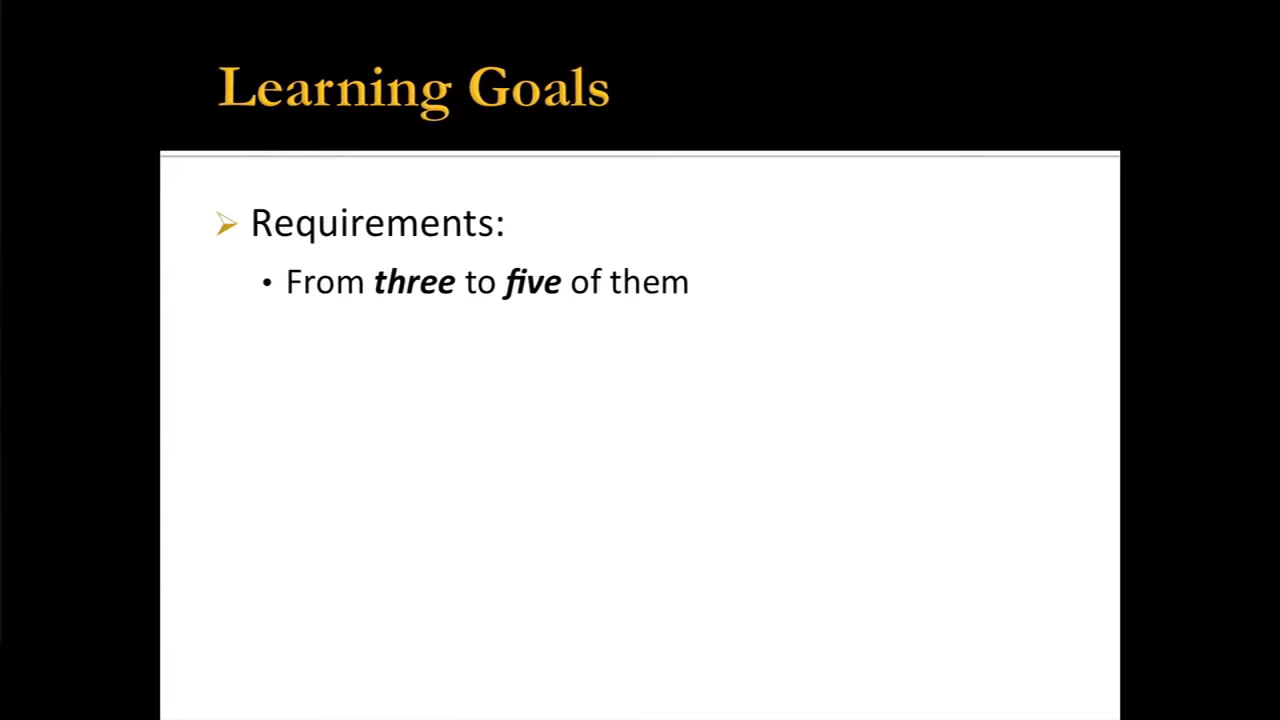 Learning Goals
Requirements:
• From three to five of them